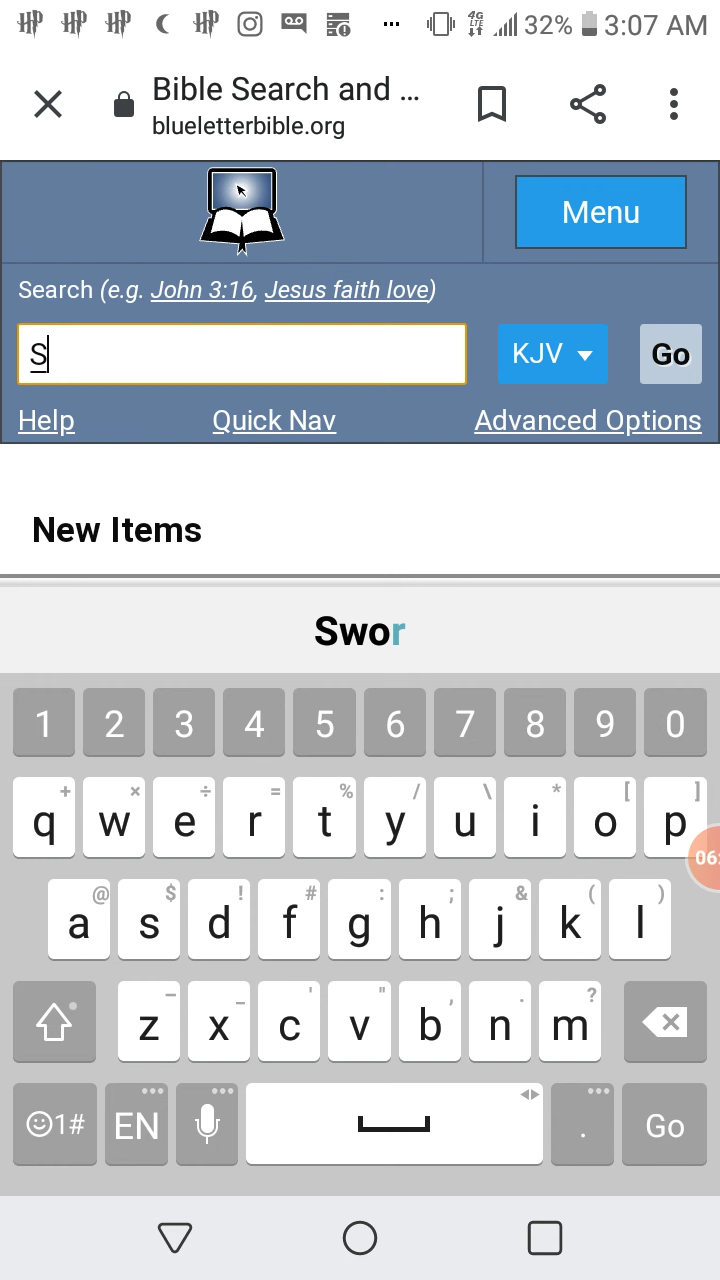 32% 3:07 AM
Bible Search and ...
blueletterbible.org
Menu
Search (e.g. John 3:16, Jesus faith love)
S
KJV
Go
Help Quick Nav Advanced Options
New Items
Swor
1 2 3 4 5 6 7 8 9 0
+ × ÷ = % / \ * [ ]
q w e r t y u i o p
06:
@ $ ! # : ; & ( )
a s d f g h j k l
– _ ' " , . ?
z x c v b n m
1# EN . Go